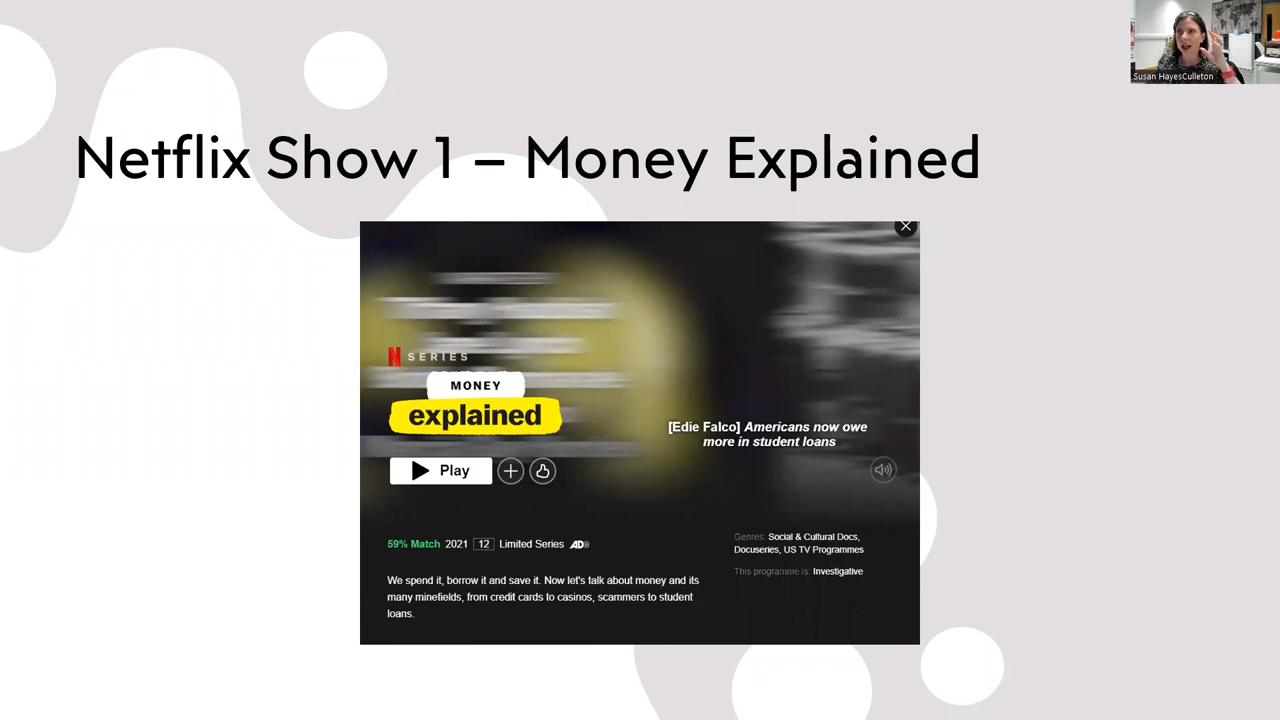 Susan HayesCulleton
Netflix Show 1 – Money Explained
N SERIES
MONEY
explained
[Edie Falco] Americans now owe
more in student loans
Play
59% Match 2021 12 Limited Series AD
Genres: Social & Cultural Docs,
Docuseries, US TV Programmes
This programme is: Investigative
We spend it, borrow it and save it. Now let's talk about money and its
many minefields, from credit cards to casinos, scammers to student
loans.